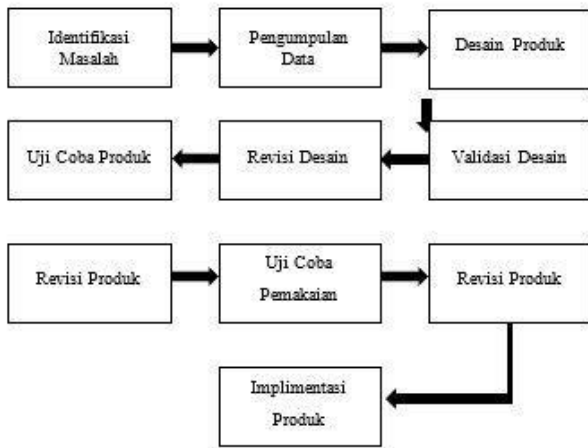 Identifikasi
Masalah
Pengumpulan
Data
Desain Produk
Uji Coba Produk
Revisi Desain
Validasi Desain
Revisi Produk
Uji Coba
Pemakaian
Revisi Produk
Implimentasi
Produk